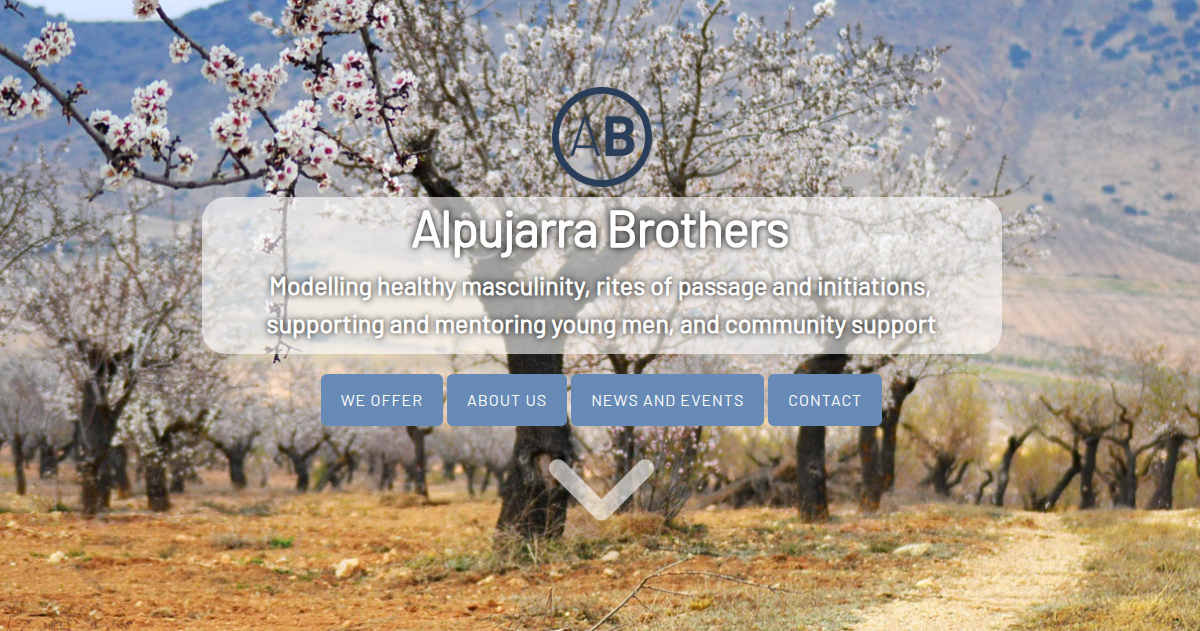 AB
Alpujarra Brothers
Modelling healthy masculinity, rites of passage and initiations,
supporting and mentoring young men, and community support
WE OFFER
ABOUT US
NEWS AND EVENTS
CONTACT